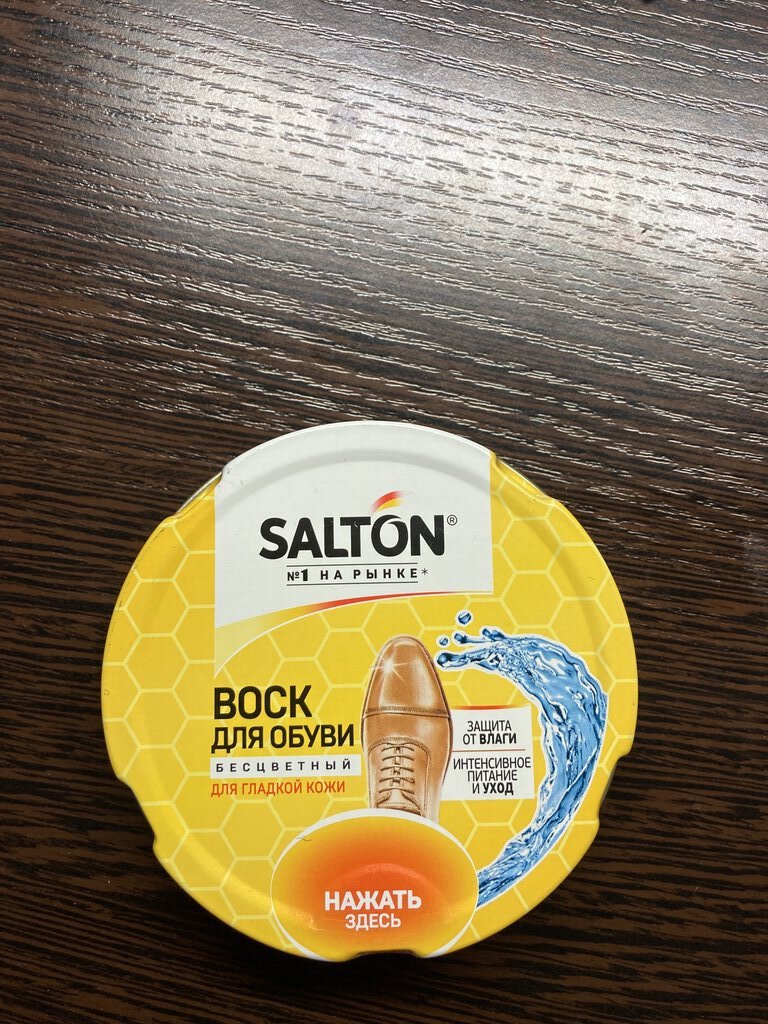 SALTON®
№1 НА РЫНКЕ*
ВОСК
ДЛЯ ОБУВИ
БЕСЦВЕТНЫЙ
ДЛЯ ГЛАДКОЙ КОЖИ
ЗАЩИТА
ОТ ВЛАГИ
ИНТЕНСИВНОЕ
ПИТАНИЕ
И УХОД
НАЖАТЬ
ЗДЕСЬ